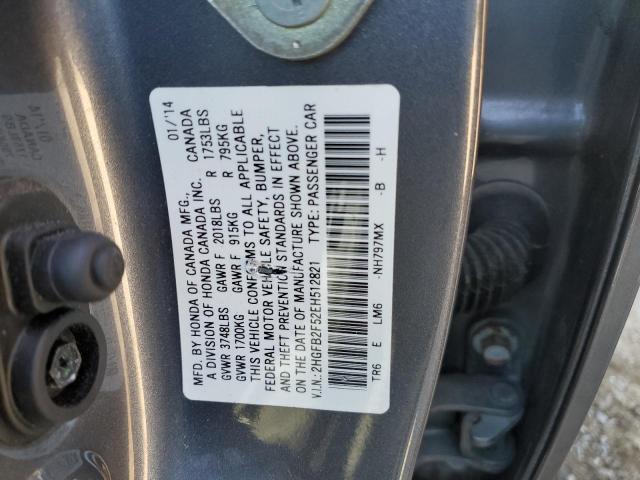 MFD. BY HONDA OF CANADA MFG., 01/'14
A DIVISION OF HONDA CANADA INC. CANADA
GVWR 3748LBS GAWR F 2018LBS R 1753LBS
GVWR 1700KG GAWR F 915KG R 795KG
THIS VEHICLE CONFORMS TO ALL APPLICABLE
FEDERAL MOTOR VEHICLE SAFETY, BUMPER,
AND THEFT PREVENTION STANDARDS IN EFFECT
ON THE DATE OF MANUFACTURE SHOWN ABOVE.
V.I.N.: 2HGFB2F52EH512821 TYPE: PASSENGER CAR
TR6 E LM6 -NH797MX -B -H